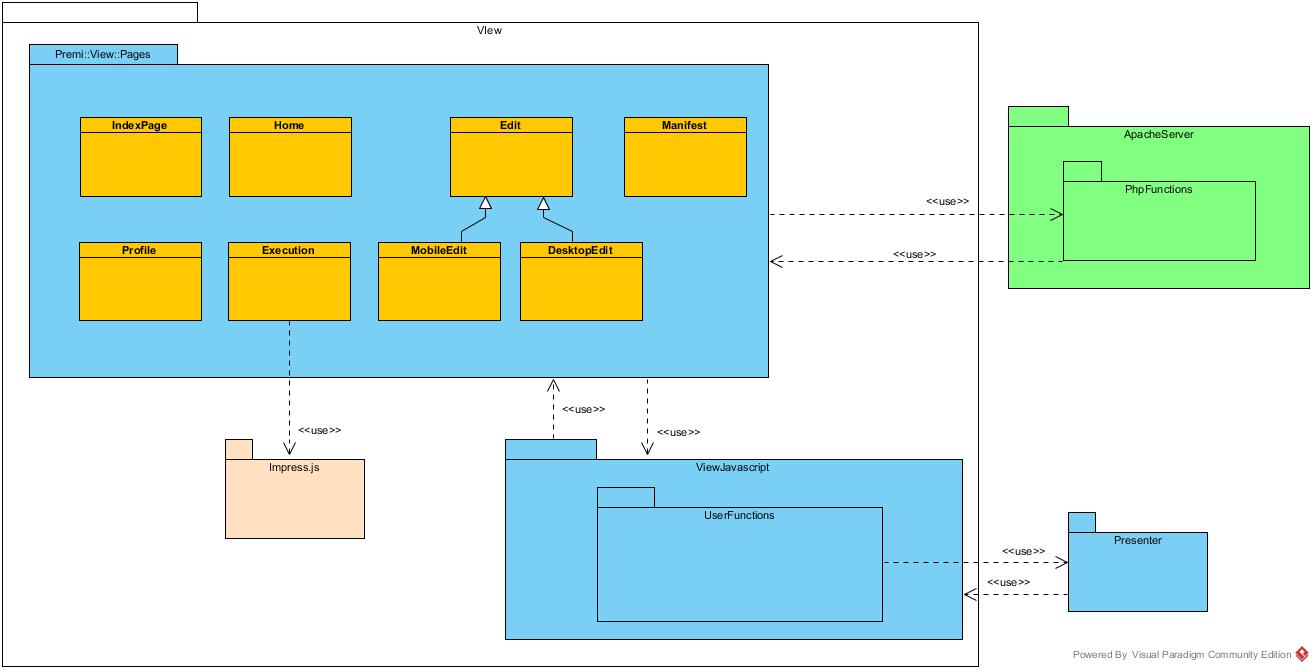 VIew
Premi::View::Pages
IndexPage
Home
Edit
Manifest
Profile
Execution
MobileEdit
DesktopEdit
ApacheServer
PhpFunctions
<<use>>
<<use>>
<<use>>
<<use>>
<<use>>
Impress.js
ViewJavascript
UserFunctions
<<use>>
<<use>>
Presenter
Powered By Visual Paradigm Community Edition